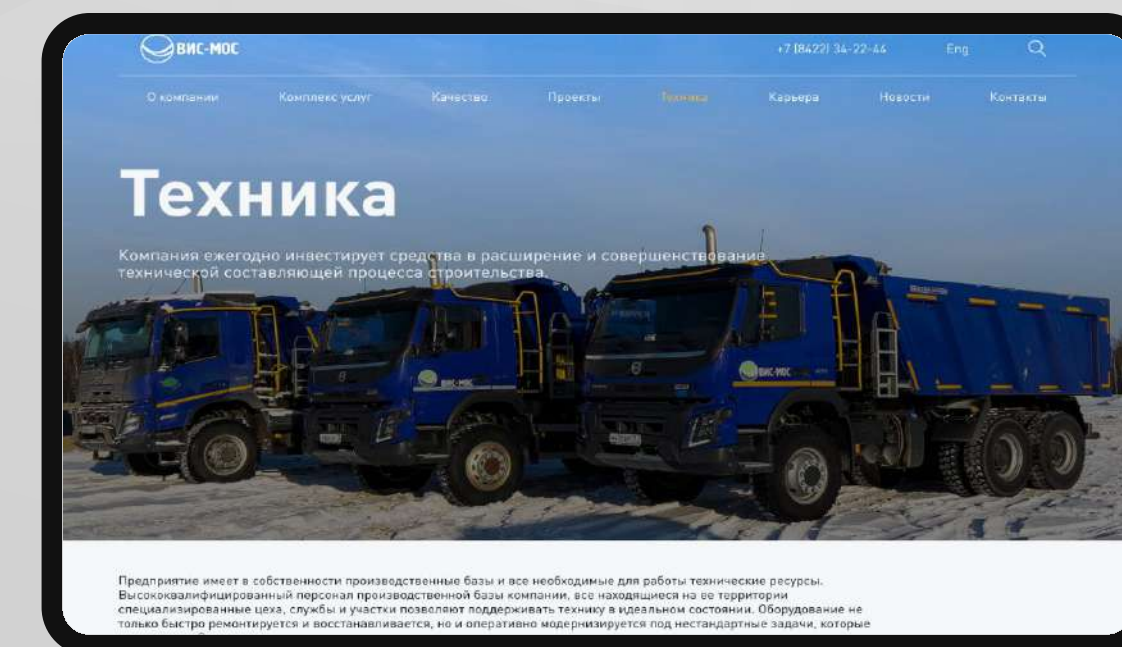 ВИС-МОС
+7 (8422) 34-22-44
Eng
О компании Комплекс услуг Качество Проекты Техника Карьера Новости Контакты
Техника
Компания ежегодно инвестирует средства в расширение и совершенствование
технической составляющей процесса строительства.
ВИС-МОС
ВИС-МОС
Предприятие имеет в собственности производственные базы и все необходимые для работы технические ресурсы.
Высококвалифицированный персонал производственной базы компании, все находящиеся на ее территории
специализированные цеха, службы и участки позволяют поддерживать технику в идеальном состоянии. Оборудование не
только быстро ремонтируется и восстанавливается, но и оперативно модернизируется под нестандартные задачи, которые